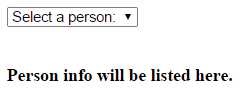 Select a person:
Person info will be listed here.